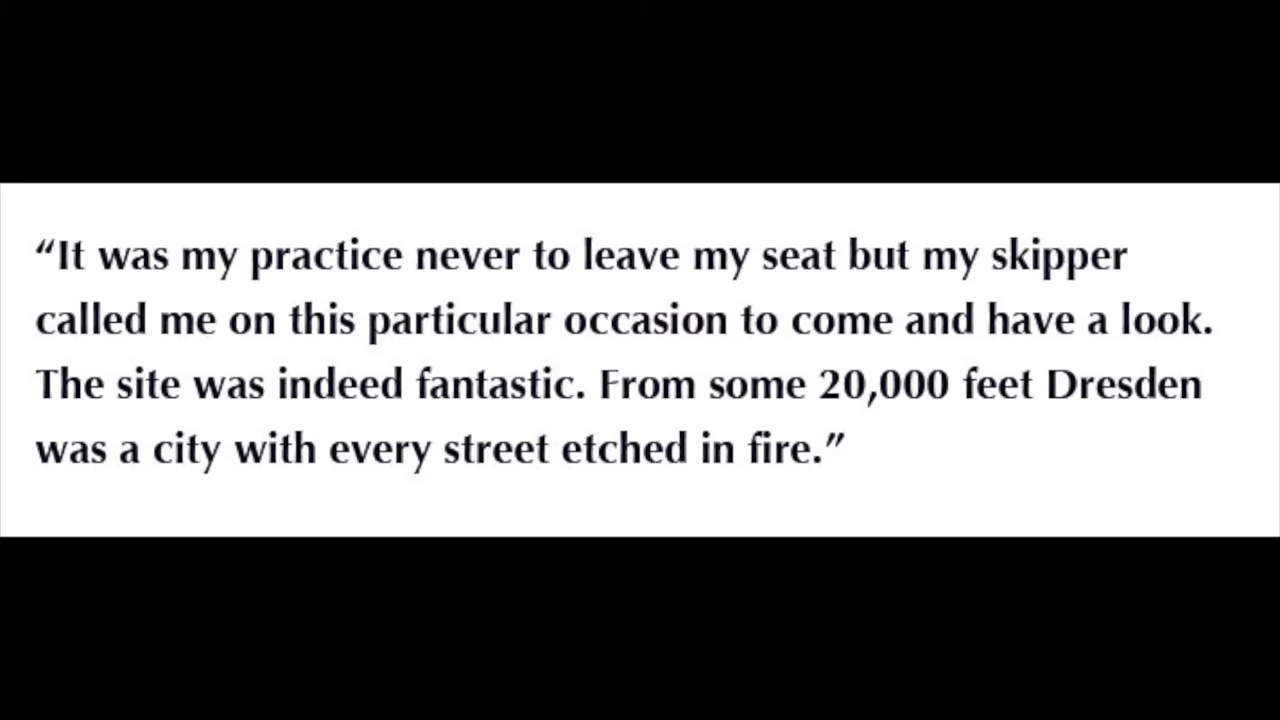 “It was my practice never to leave my seat but my skipper
called me on this particular occasion to come and have a look.
The site was indeed fantastic. From some 20,000 feet Dresden
was a city with every street etched in fire.”